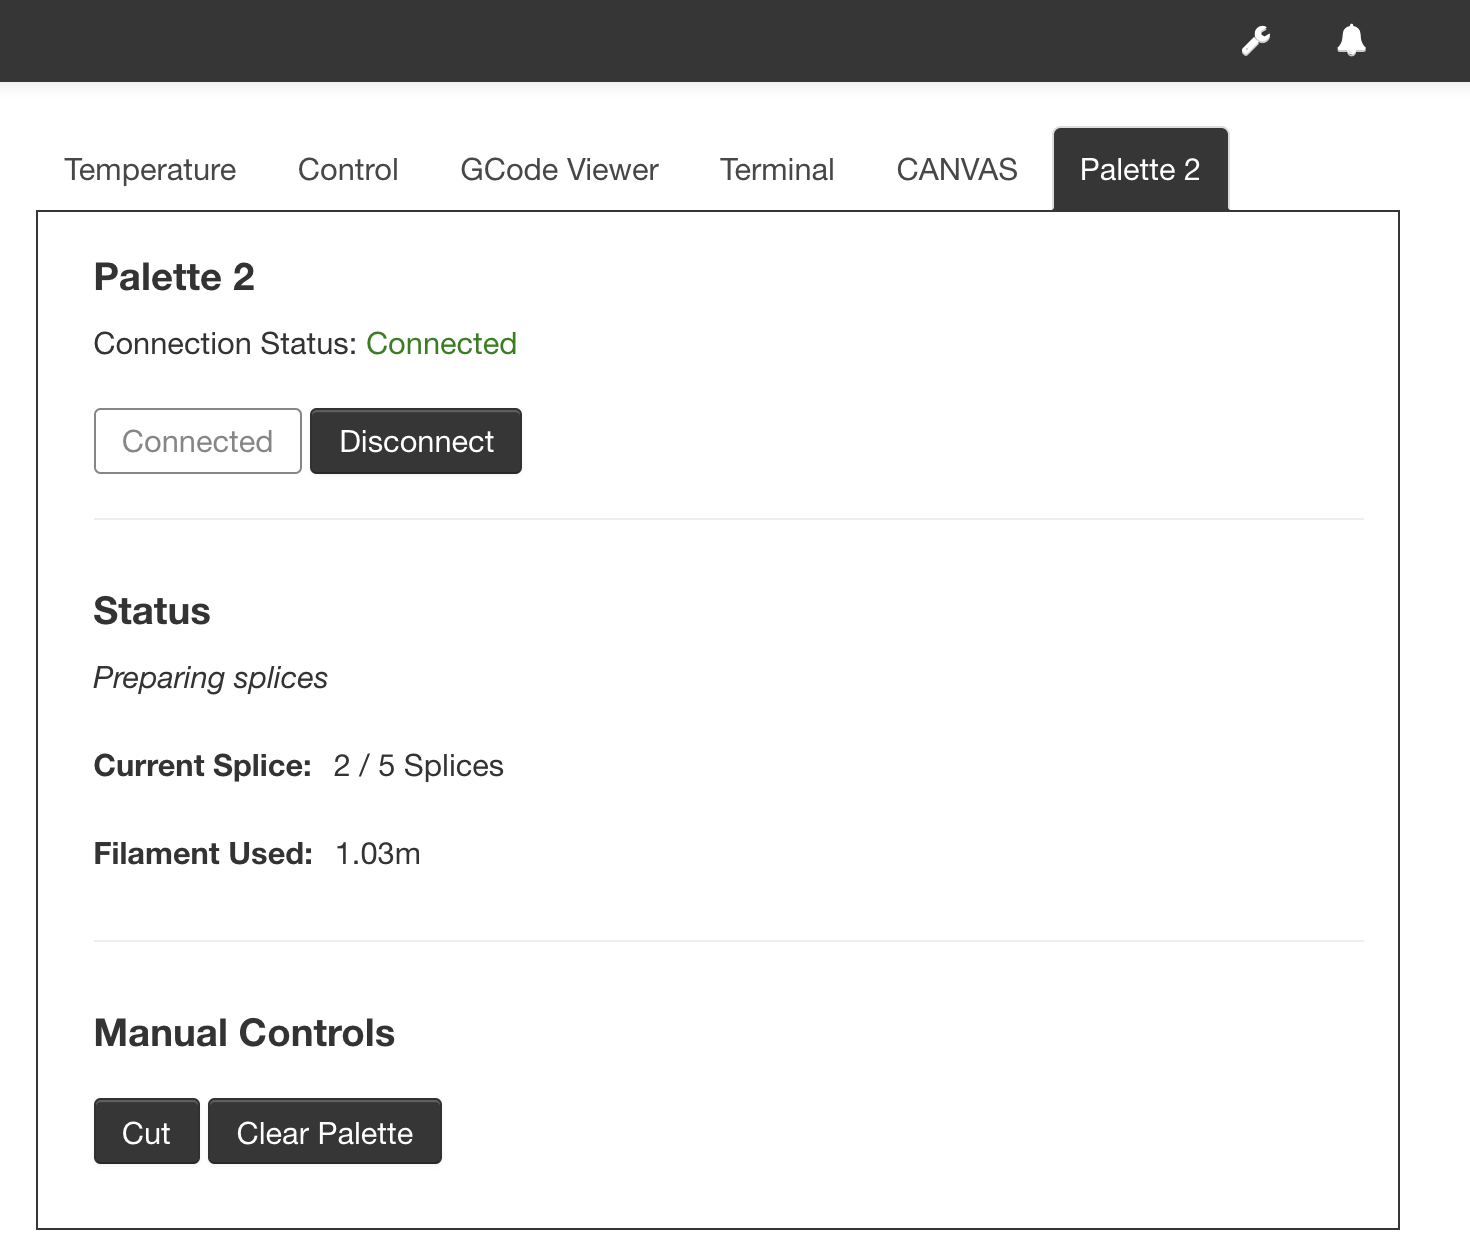 Temperature Control GCode Viewer Terminal CANVAS Palette 2
Palette 2
Connection Status: Connected
Connected Disconnect
Status
Preparing splices
Current Splice: 2 / 5 Splices
Filament Used: 1.03m
Manual Controls
Cut Clear Palette